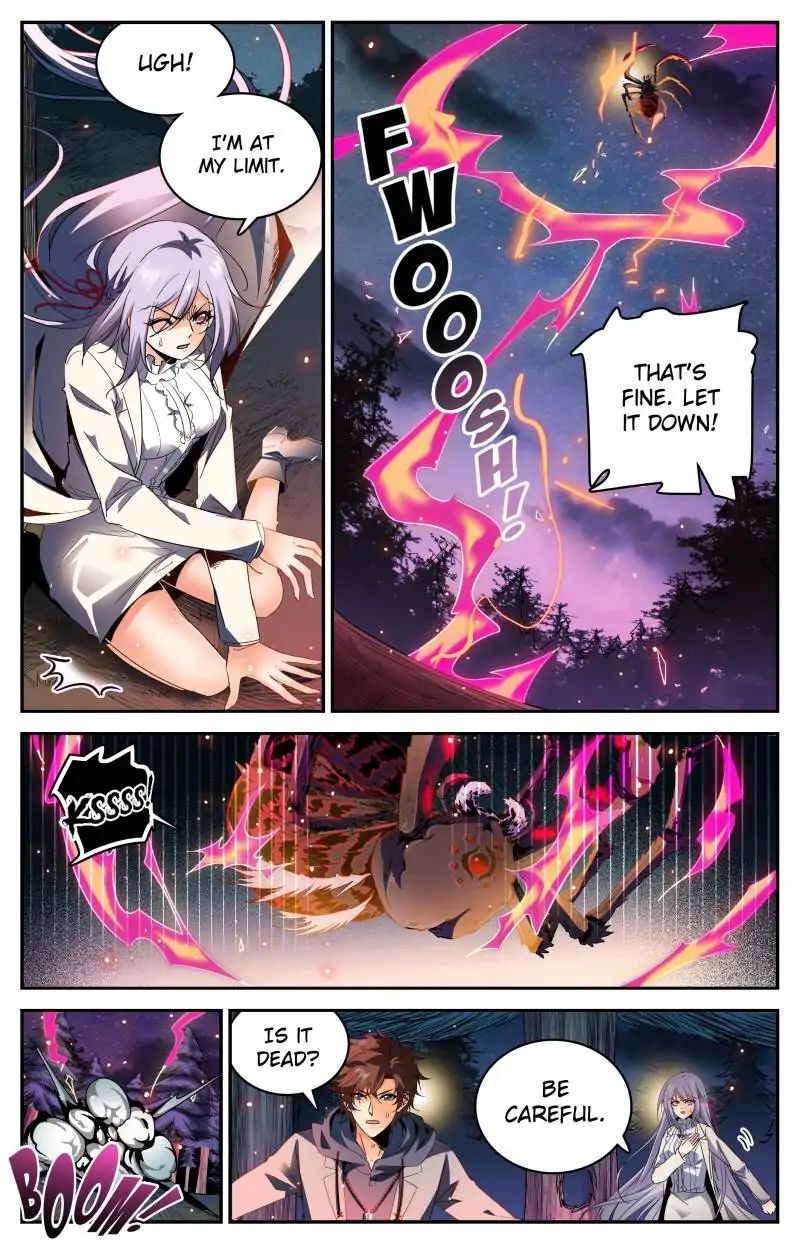 UGH!
I'M AT
MY LIMIT.
FWOOOSH!
THAT'S
FINE. LET
IT DOWN!
KSSSS!
BOOM!
IS IT
DEAD?
BE
CAREFUL.